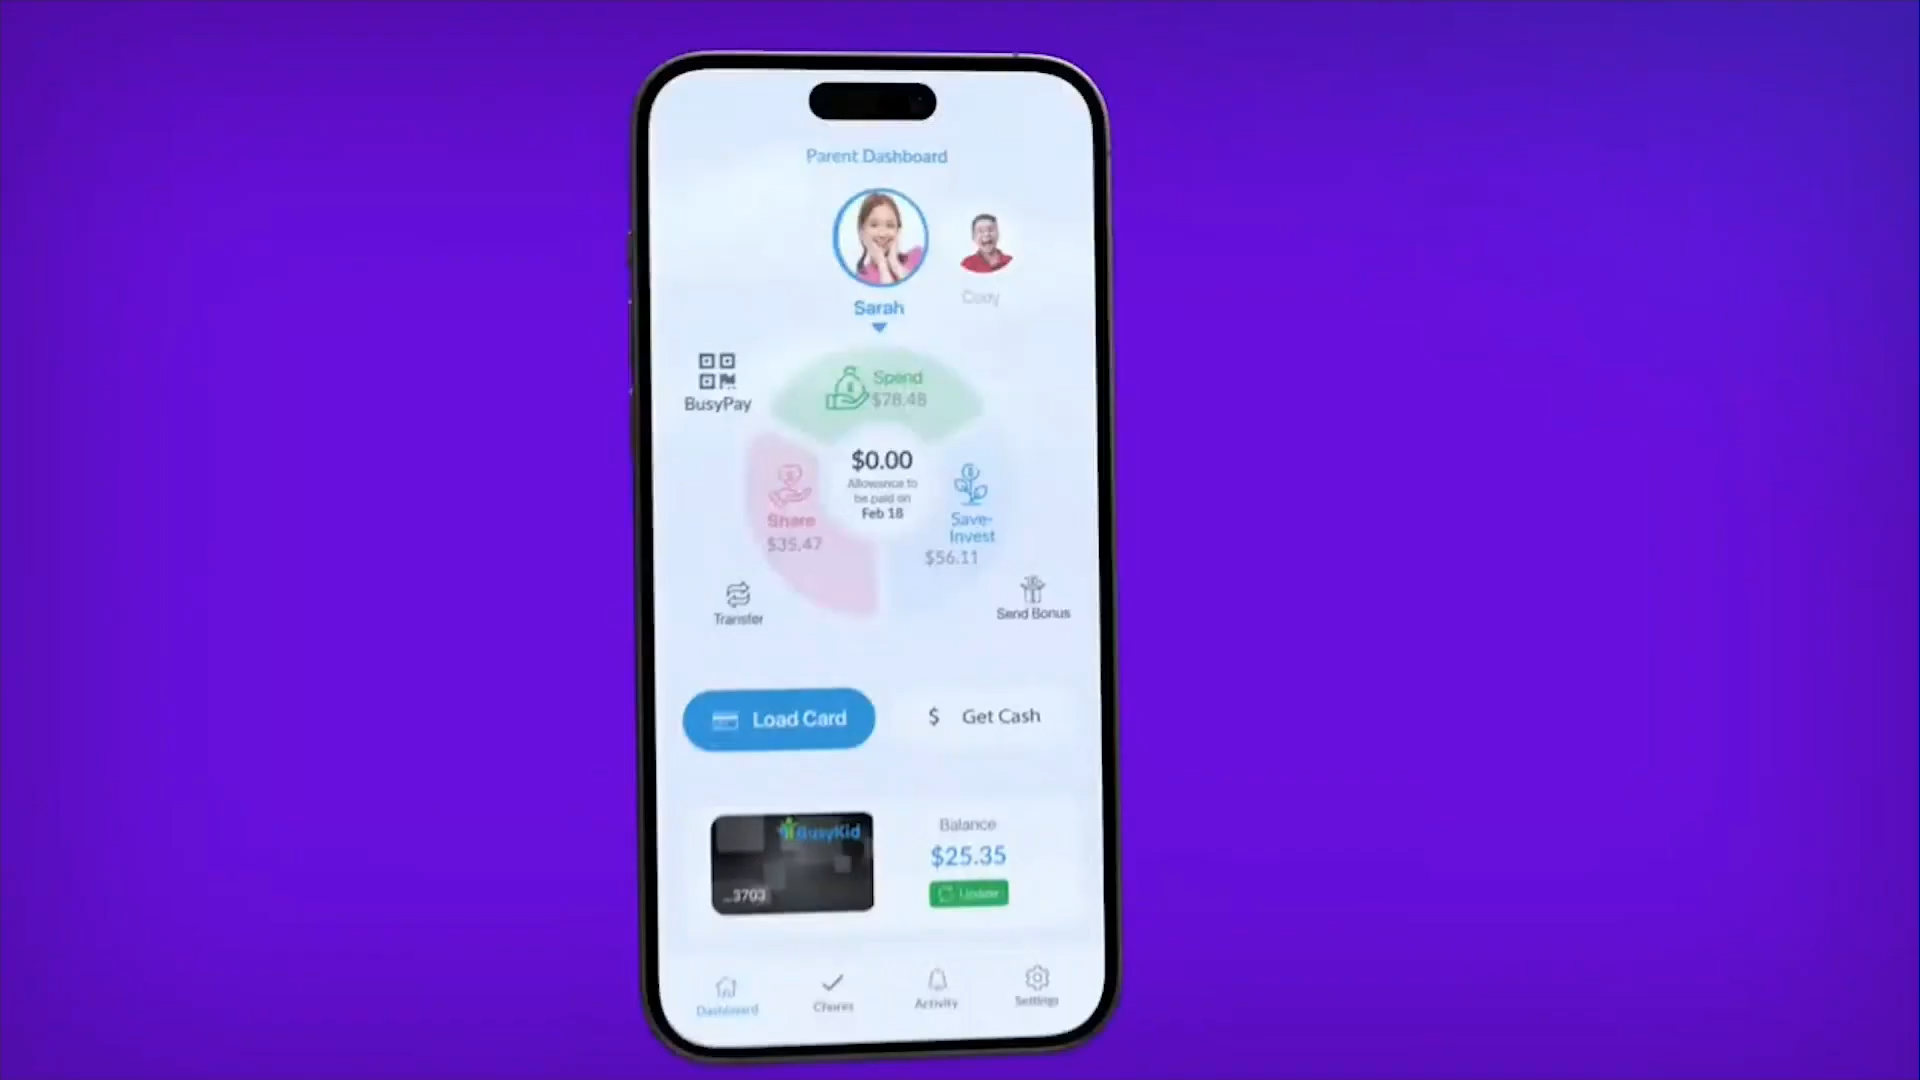 Parent Dashboard
Sarah
Cody
BusyPay
Spend
$78.48
$0.00
Allowance to
be paid on
Feb 18
Share
$35.47
Save-
Invest
$56.11
Transfer
Send Bonus
Load Card
$ Get Cash
BusyKid
...3703
Balance
$25.35
Update
Dashboard
Chores
Activity
Settings